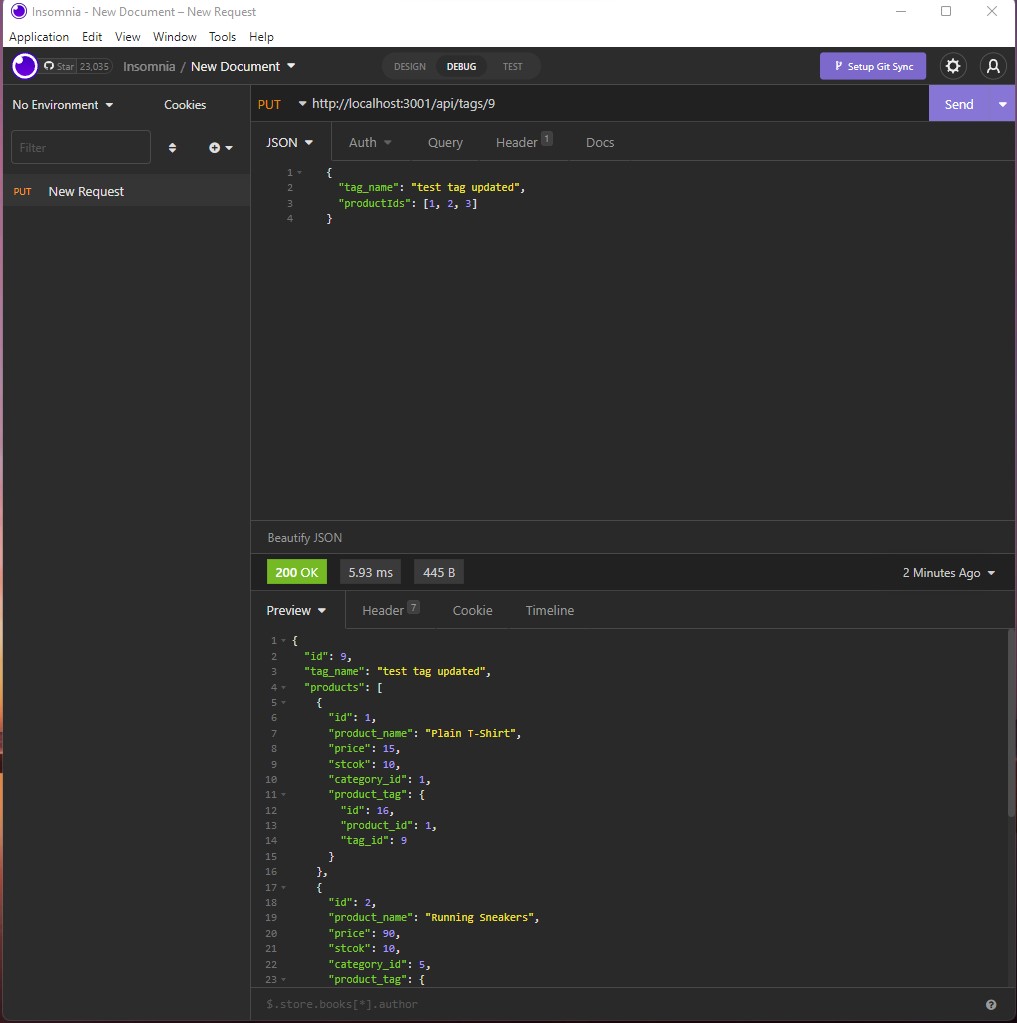 Insomnia - New Document – New Request
Application Edit View Window Tools Help
Star 23,035 Insomnia / New Document DESIGN DEBUG TEST Setup Git Sync
No Environment Cookies PUT http://localhost:3001/api/tags/9 Send
Filter JSON Auth Query Header 1 Docs
PUT New Request
1 {
2 "tag_name": "test tag updated",
3 "productIds": [1, 2, 3]
4 }
Beautify JSON
200 OK 5.93 ms 445 B 2 Minutes Ago
Preview Header 7 Cookie Timeline
1 {
2 "id": 9,
3 "tag_name": "test tag updated",
4 "products": [
5 {
6 "id": 1,
7 "product_name": "Plain T-Shirt",
8 "price": 15,
9 "stcok": 10,
10 "category_id": 1,
11 "product_tag": {
12 "id": 16,
13 "product_id": 1,
14 "tag_id": 9
15 }
16 },
17 {
18 "id": 2,
19 "product_name": "Running Sneakers",
20 "price": 90,
21 "stcok": 10,
22 "category_id": 5,
23 "product_tag": {
$.store.books[*].author